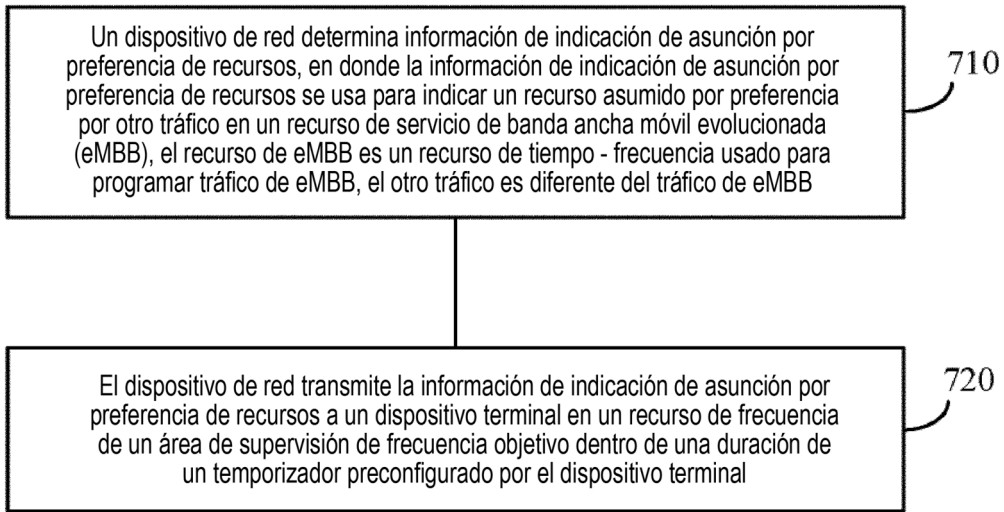 Un dispositivo de red determina información de indicación de asunción por
preferencia de recursos, en donde la información de indicación de asunción por
preferencia de recursos se usa para indicar un recurso asumido por preferencia
por otro tráfico en un recurso de servicio de banda ancha móvil evolucionada
(eMBB), el recurso de eMBB es un recurso de tiempo - frecuencia usado para
programar tráfico de eMBB, el otro tráfico es diferente del tráfico de eMBB
710
El dispositivo de red transmite la información de indicación de asunción por
preferencia de recursos a un dispositivo terminal en un recurso de frecuencia
de un área de supervisión de frecuencia objetivo dentro de una duración de
un temporizador preconfigurado por el dispositivo terminal
720